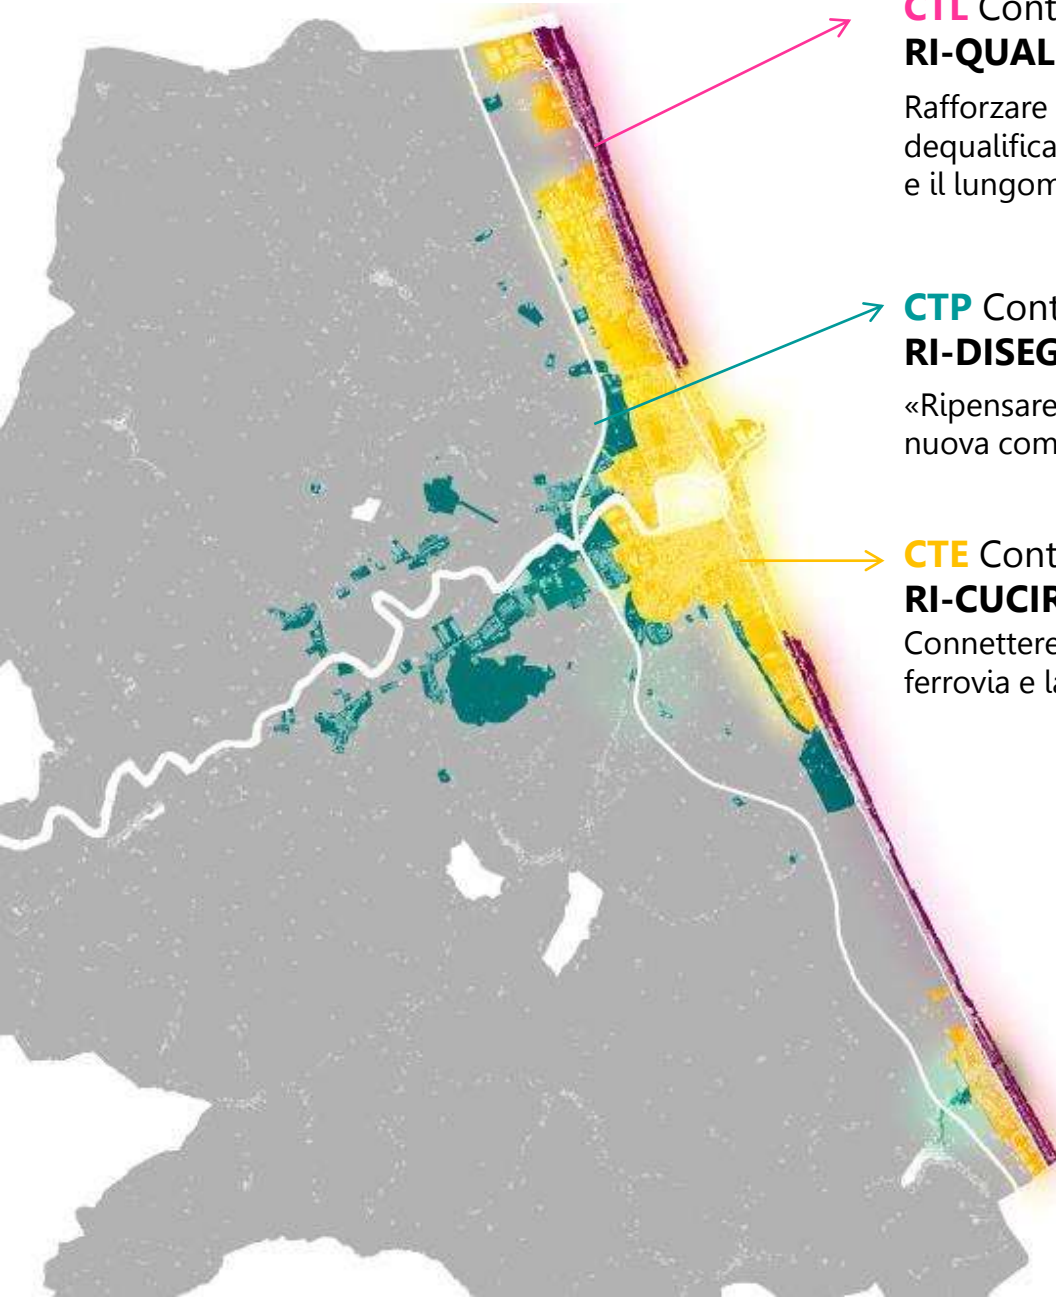 CTL Cont
RI-QUAL
Rafforzare
dequalifica
e il lungom
CTP Cont
RI-DISEG
«Ripensare
nuova com
CTE Cont
RI-CUCIR
Connettere
ferrovia e la